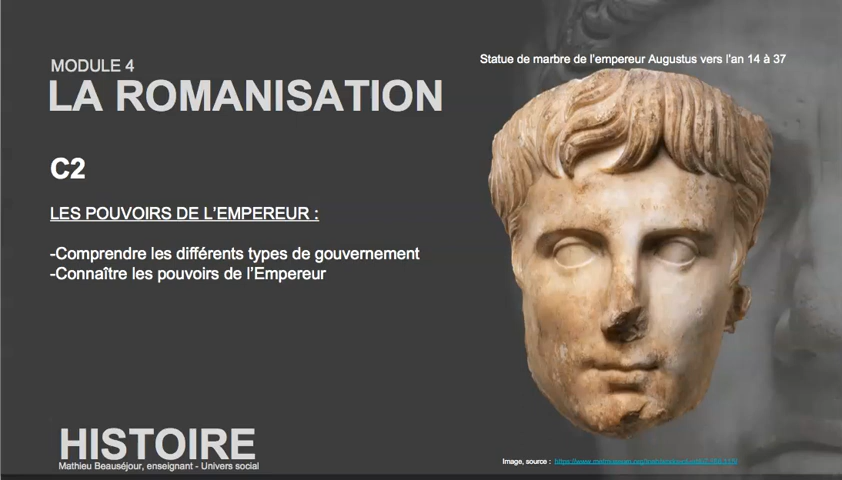 MODULE 4
LA ROMANISATION
Statue de marbre de l'empereur Augustus vers l'an 14 à 37
C2
LES POUVOIRS DE L'EMPEREUR :
-Comprendre les différents types de gouvernement
-Connaître les pouvoirs de l'Empereur
HISTOIRE
Mathieu Beauséjour, enseignant - Univers social
Image, source :